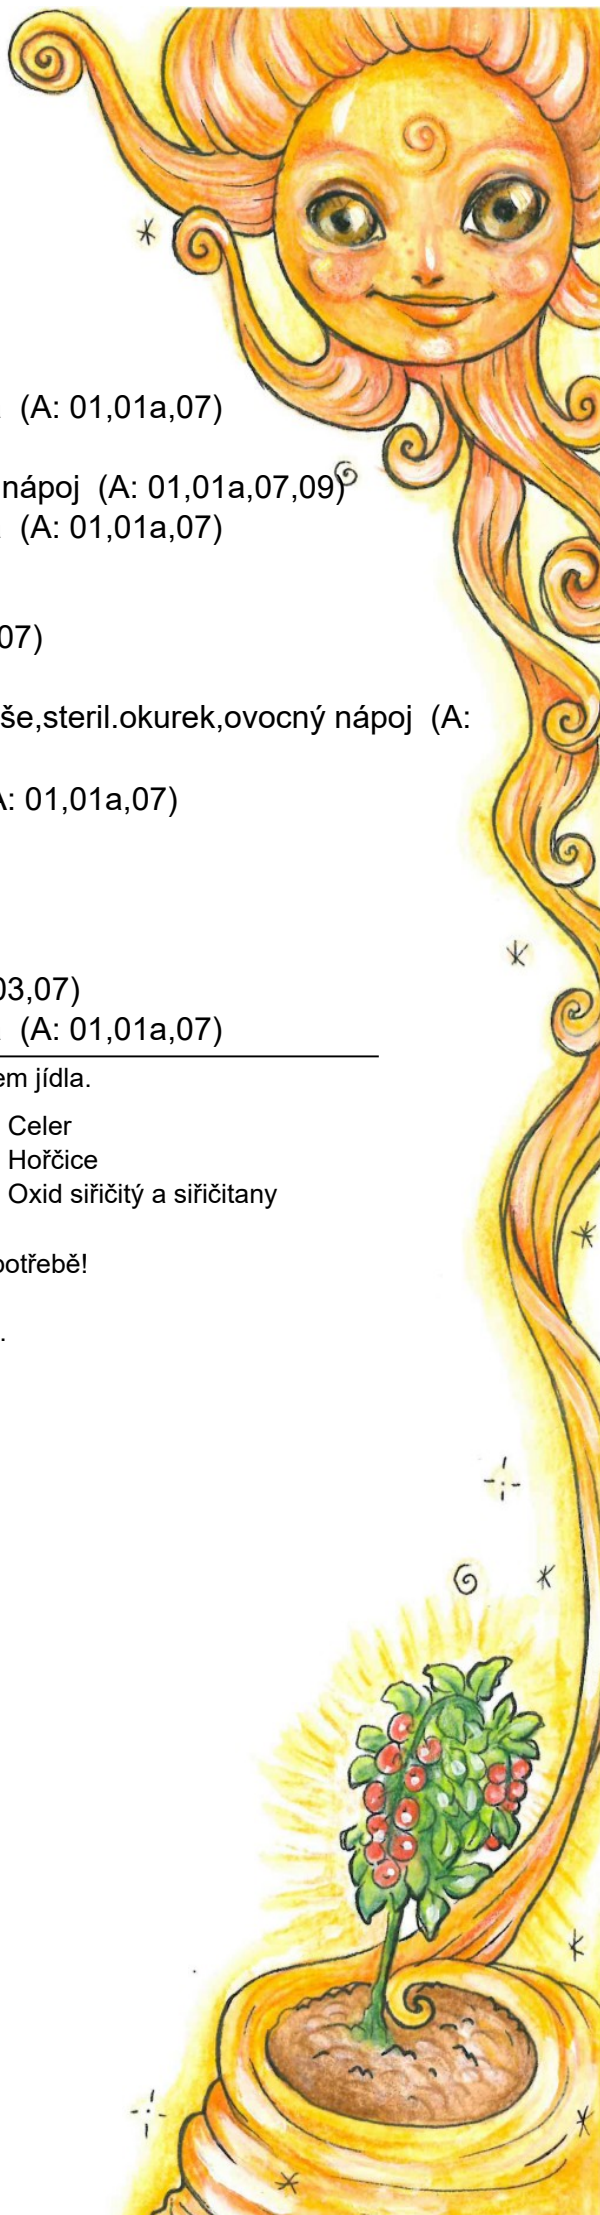 (A: 01,01a,07)
nápoj (A: 01,01a,07,09)
(A: 01,01a,07)
07)
še,steril.okurek,ovocný nápoj (A:
A: 01,01a,07)
03,07)
(A: 01,01a,07)
em jídla.
Celer
Hořčice
Oxid siřičitý a siřičitany
potřebě!
.